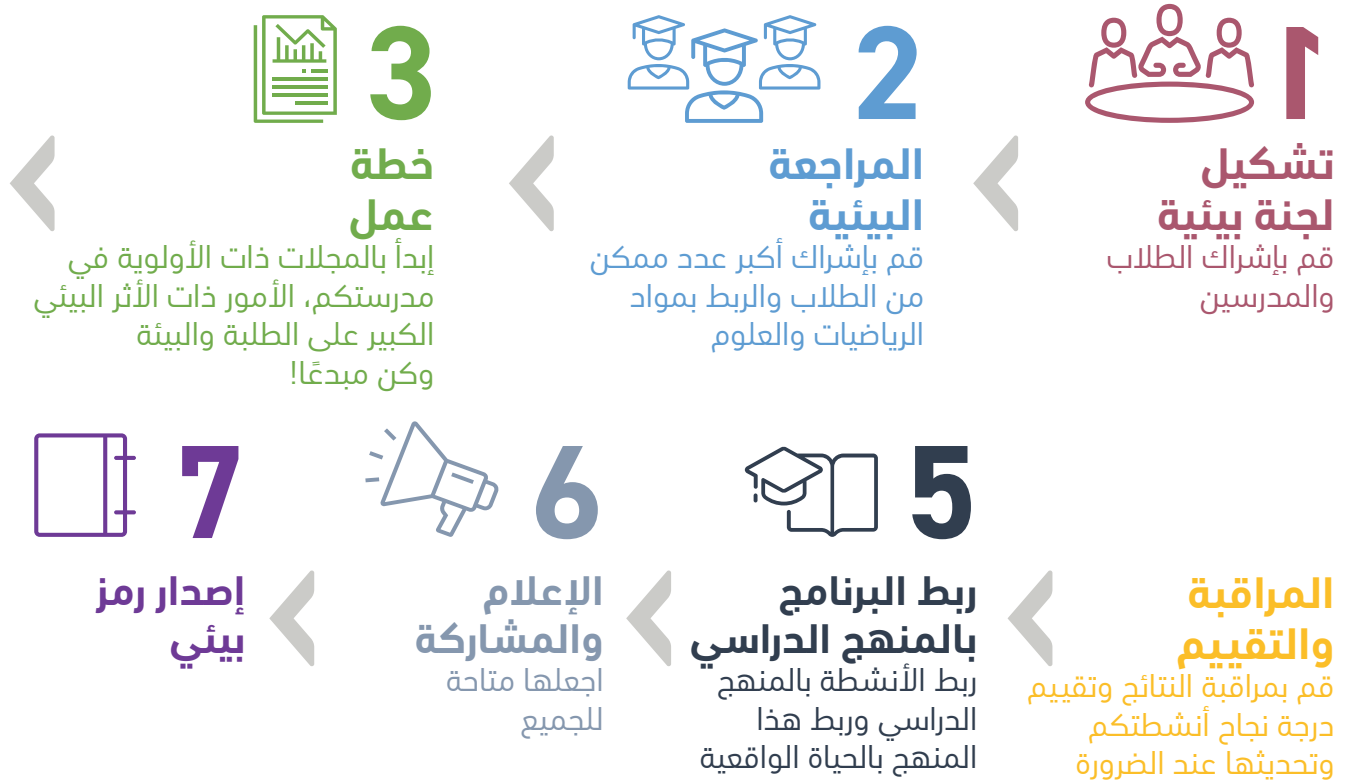 1
تشكيل
لجنة بيئية
قم بإشراك الطلاب
والمدرسين
2
المراجعة
البيئية
قم بإشراك أكبر عدد ممكن
من الطلاب والربط بمواد
الرياضيات والعلوم
3
خطة
عمل
إبدأ بالمجلات ذات الأولوية في
مدرستكم، الأمور ذات الأثر البيئي
الكبير على الطلبة والبيئة
وكن مبدعًا!
المراقبة
والتقييم
قم بمراقبة النتائج وتقييم
درجة نجاح أنشطتكم
وتحديثها عند الضرورة
5
ربط البرنامج
بالمنهج الدراسي
ربط الأنشطة بالمنهج
الدراسي وربط هذا
المنهج بالحياة الواقعية
6
الإعلام
والمشاركة
اجعلها متاحة
للجميع
7
إصدار رمز
بيئي